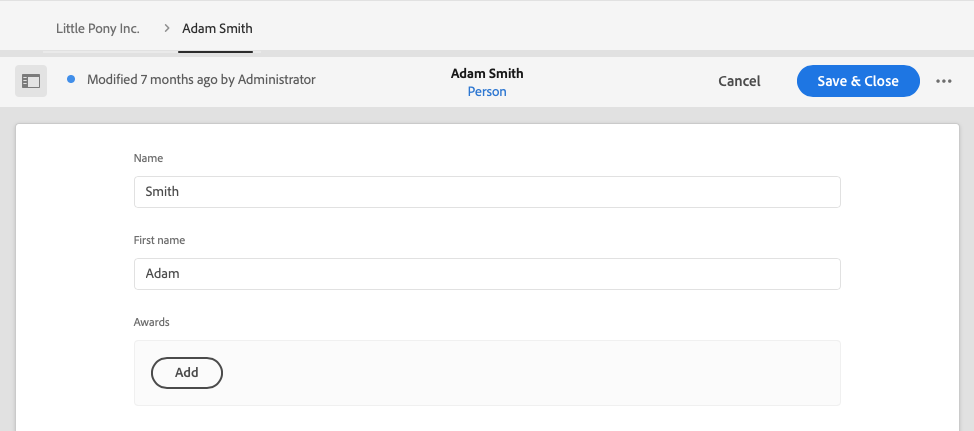 Little Pony Inc. > Adam Smith
Modified 7 months ago by Administrator
Adam Smith
Person
Cancel
Save & Close
Name
Smith
First name
Adam
Awards
Add